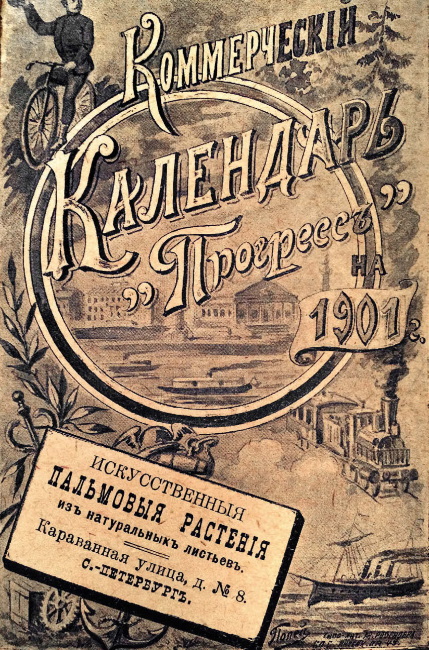 Коммерческій
Календарь
„Прогрессъ”
на
1901 г.
Искусственныя
пальмовыя растенія
изъ натуральныхъ листьевъ.
Караванная улица, д. № 8.
С.-Петербургъ.